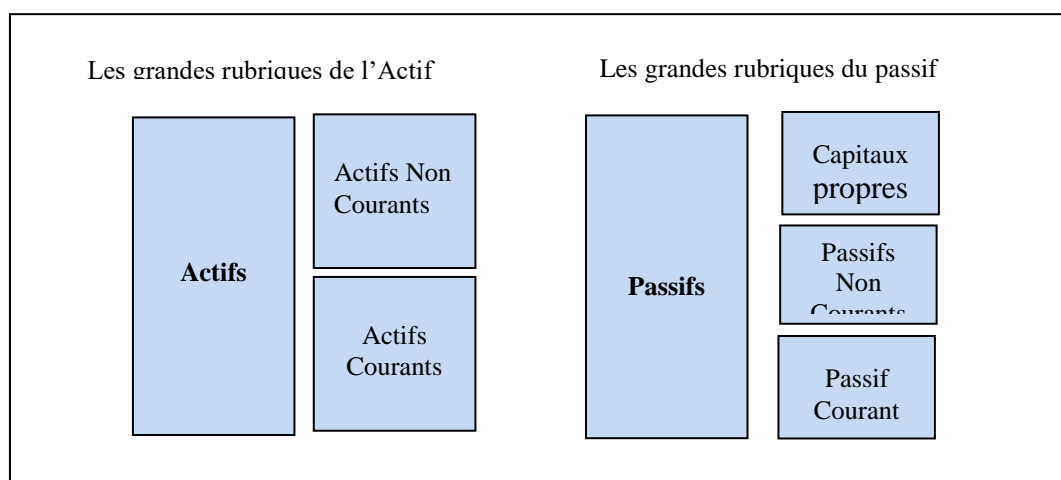 Les grandes rubriques de l'Actif
Les grandes rubriques du passif
Actifs
Actifs Non
Courants
Actifs
Courants
Passifs
Capitaux
propres
Passifs
Non
Courants
Passif
Courant